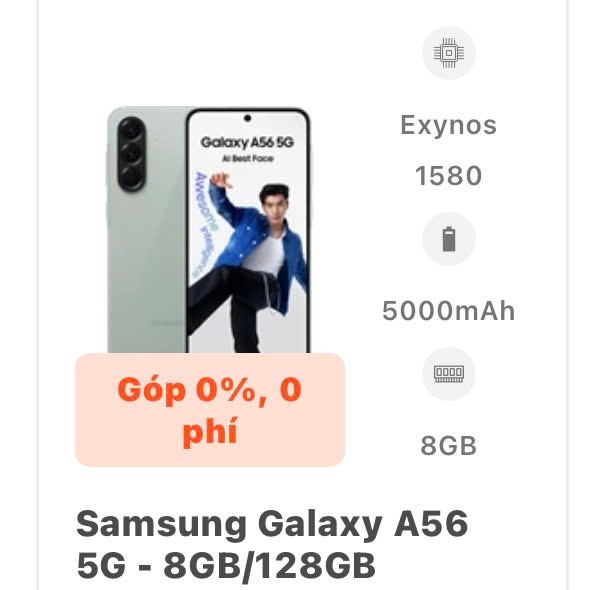 Exynos
1580
5000mAh
8GB
Galaxy A56 5G
AI Best Face
Awesome
Intelligence
Góp 0%, 0
phí
Samsung Galaxy A56
5G - 8GB/128GB